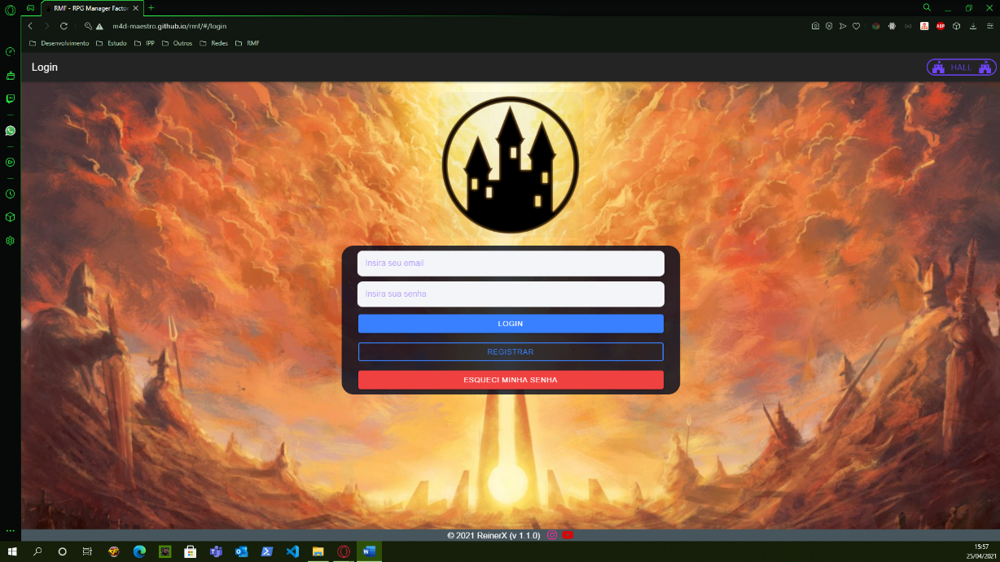 RMF - RPG Manager Factor
m4d-maestro.github.io/rmf/#/login
Desenvolvimento
Estudo
IPP
Outros
Redes
RMF
Login
HALL
Insira seu email
Insira sua senha
LOGIN
REGISTRAR
ESQUECI MINHA SENHA
© 2021 ReinerX (v 1.1.0)
15:57
25/04/2021